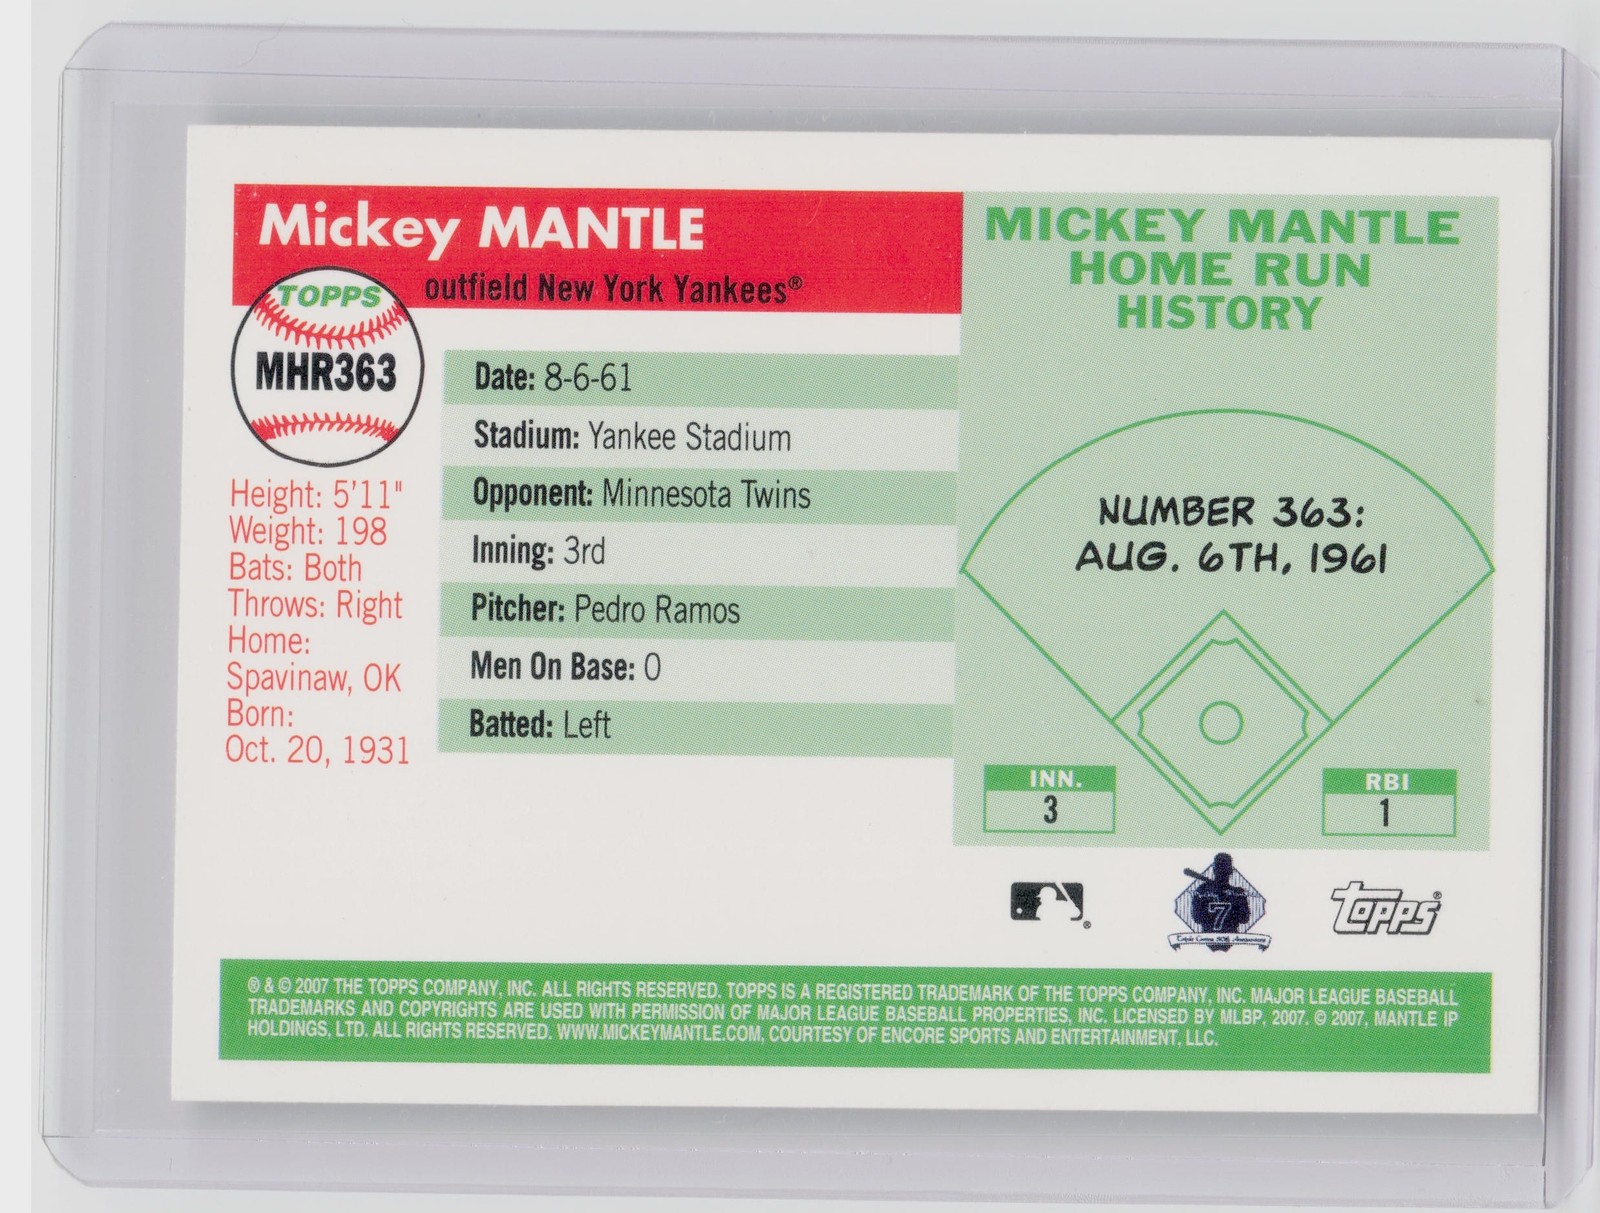 Mickey MANTLE
outfield New York Yankees®
TOPPS
MHR363
Height: 5'11"
Weight: 198
Bats: Both
Throws: Right
Home:
Spavinaw, OK
Born:
Oct. 20, 1931
Date: 8-6-61
Stadium: Yankee Stadium
Opponent: Minnesota Twins
Inning: 3rd
Pitcher: Pedro Ramos
Men On Base: 0
Batted: Left
MICKEY MANTLE
HOME RUN
HISTORY
NUMBER 363:
AUG. 6TH, 1961
INN.
3
RBI
1
®
7
Triple Crown 50th Anniversary
Topps®
® & © 2007 THE TOPPS COMPANY, INC. ALL RIGHTS RESERVED. TOPPS IS A REGISTERED TRADEMARK OF THE TOPPS COMPANY, INC. MAJOR LEAGUE BASEBALL
TRADEMARKS AND COPYRIGHTS ARE USED WITH PERMISSION OF MAJOR LEAGUE BASEBALL PROPERTIES, INC. LICENSED BY MLBP, 2007. © 2007, MANTLE IP
HOLDINGS, LTD. ALL RIGHTS RESERVED. WWW.MICKEYMANTLE.COM, COURTESY OF ENCORE SPORTS AND ENTERTAINMENT, LLC.